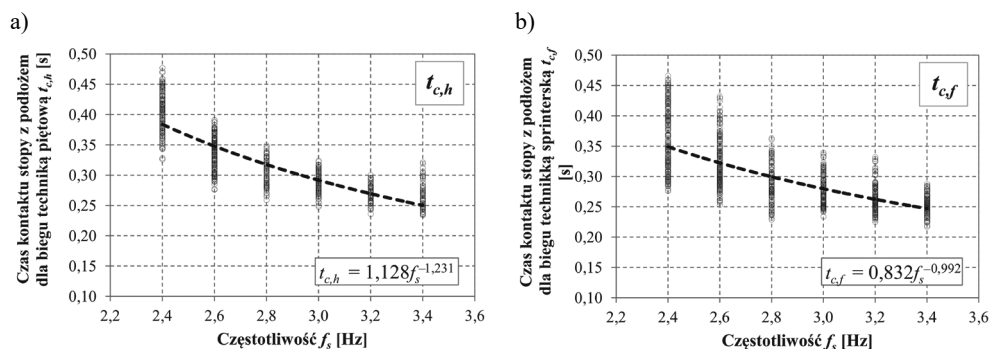 a)
Czas kontaktu stopy z podłożem
dla biegu techniką piętową t_{c,h} [s]
0,50
0,45
0,40
0,35
0,30
0,25
0,20
0,15
0,10
t_{c,h}
t_{c,h} = 1,128f_s^{–1,231}
2,2 2,4 2,6 2,8 3,0 3,2 3,4 3,6
Częstotliwość f_s [Hz]
b)
Czas kontaktu stopy z podłożem
dla biegu technikką sprinterską t_{c,f}
[s]
0,50
0,45
0,40
0,35
0,30
0,25
0,20
0,15
0,10
t_{c,f}
t_{c,f} = 0,832f_s^{–0,992}
2,2 2,4 2,6 2,8 3,0 3,2 3,4 3,6
Częstotliwość f_s [Hz]